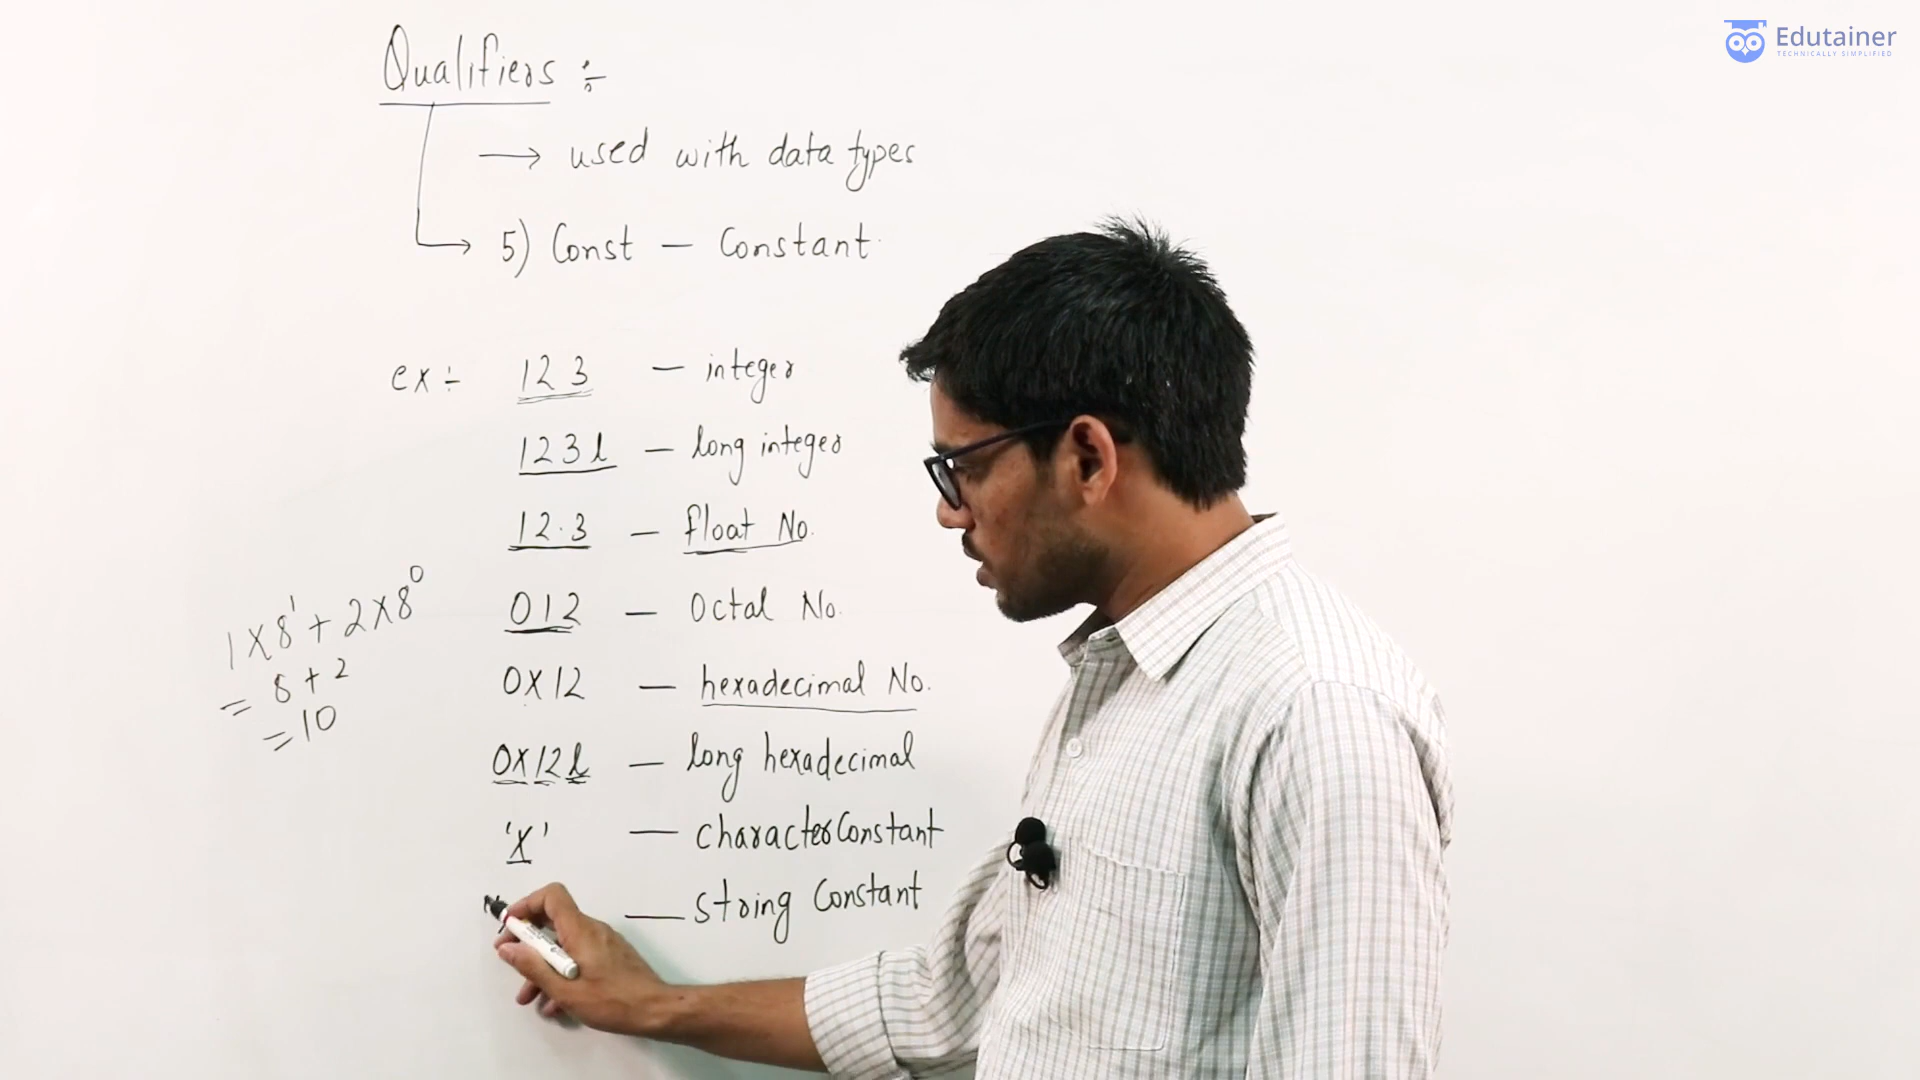 Edutainer
TECHNICALLY SIMPLIFIED
Qualifiers :-
→ used with data types
→ 5) Const – Constant
ex :- 123 – integer
123l – long integer
12.3 – float No.
012 – Octal No.
0X12 – hexadecimal No.
0X12l – long hexadecimal
'X' – character Constant
" – string Constant
1X8¹ + 2X8⁰
= 8 + 2
= 10